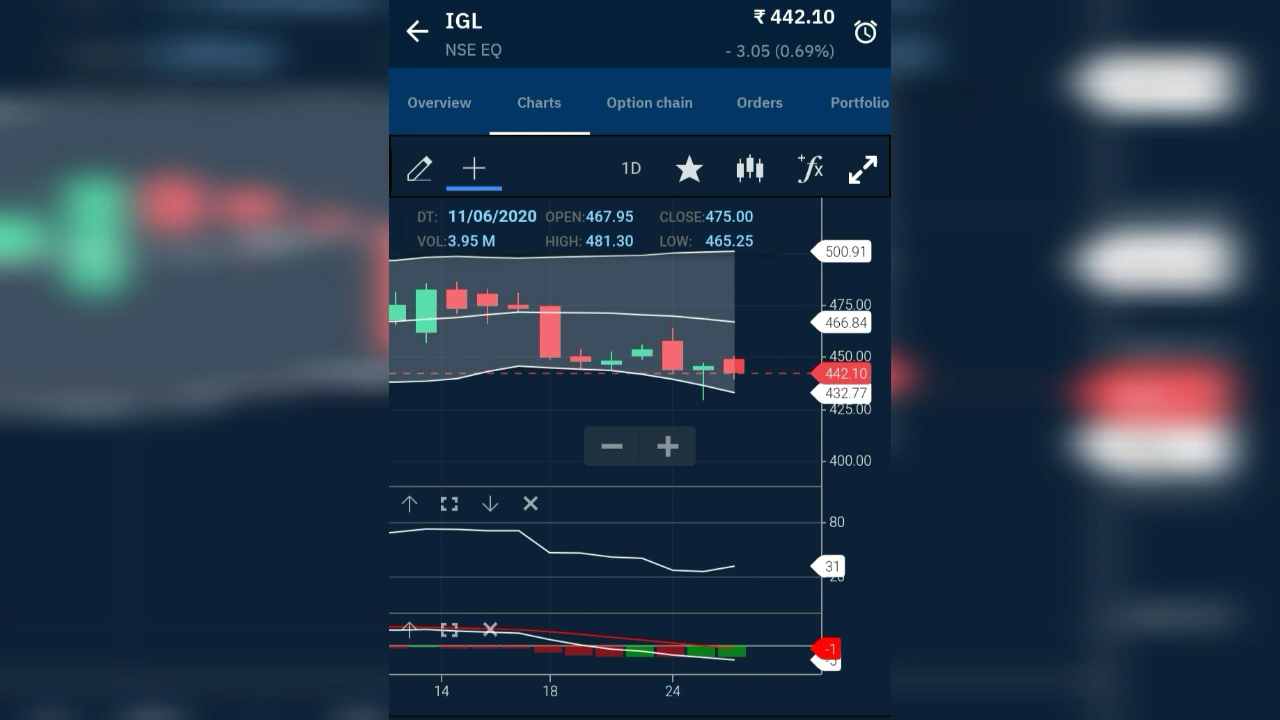 IGL
₹ 442.10
NSE EQ
- 3.05 (0.69%)
Overview Charts Option chain Orders Portfolio
1D
+fx
DT: 11/06/2020 OPEN:467.95 CLOSE:475.00
VOL:3.95 M HIGH: 481.30 LOW: 465.25
500.91
475.00
466.84
450.00
442.10
432.77
425.00
400.00
80
31
20
-1
-5
14 18 24